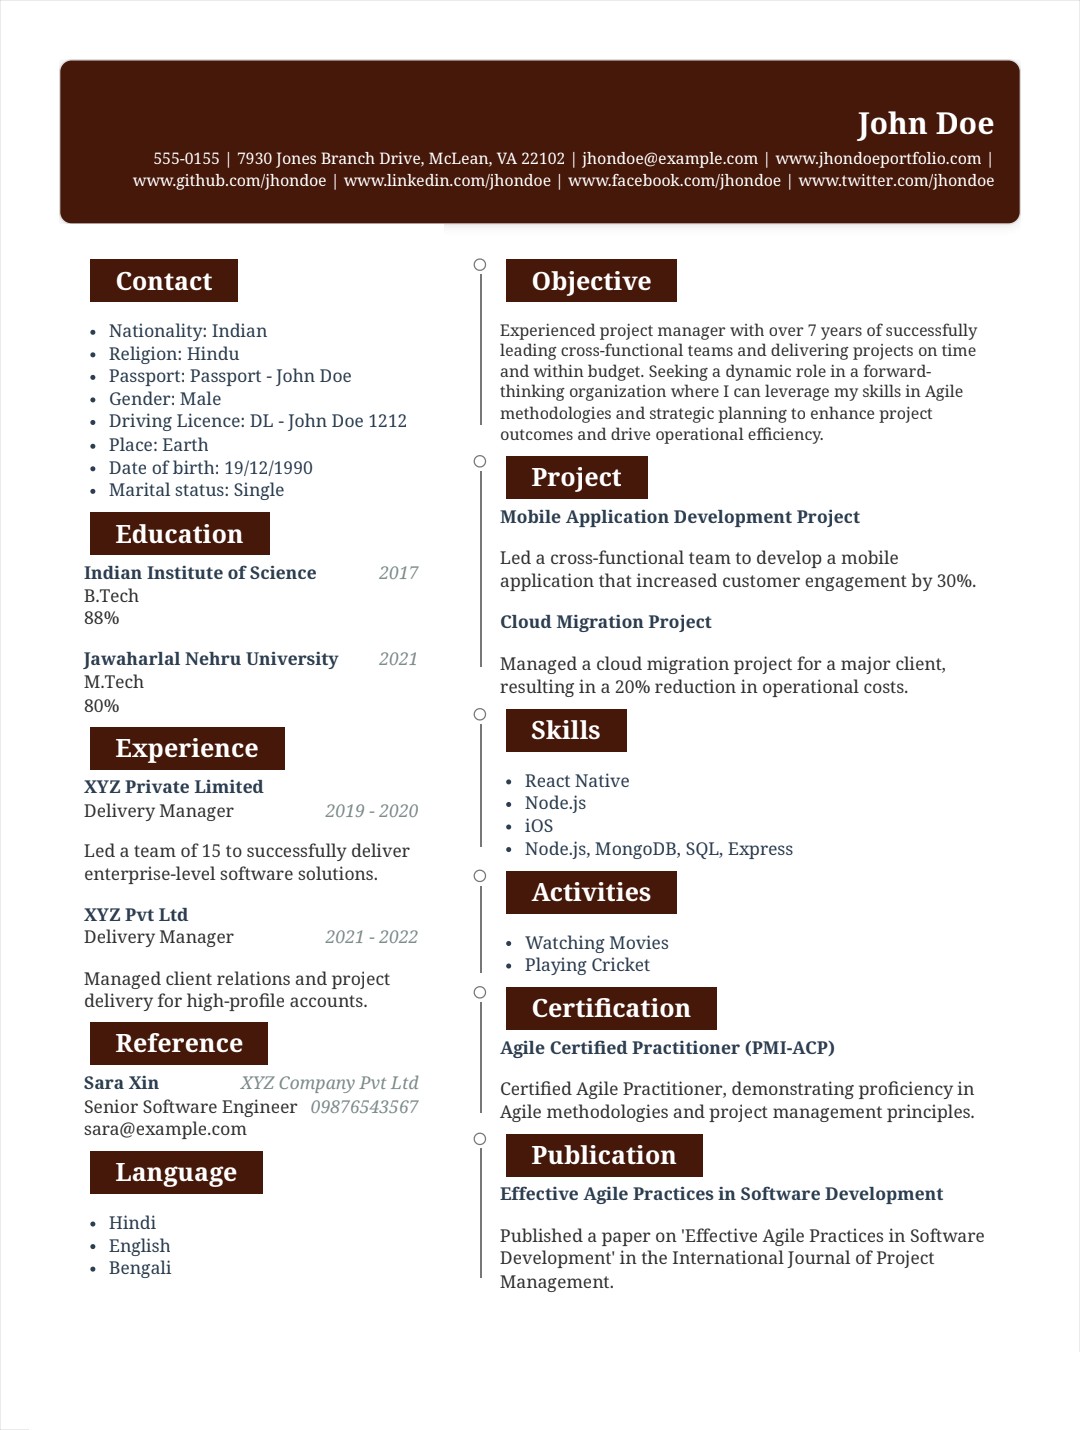 John Doe
555-0155 | 7930 Jones Branch Drive, McLean, VA 22102 | jhondoe@example.com | www.jhondoeportfolio.com |
www.github.com/jhondoe | www.linkedin.com/jhondoe | www.facebook.com/jhondoe | www.twitter.com/jhondoe
Contact
• Nationality: Indian
• Religion: Hindu
• Passport: Passport - John Doe
• Gender: Male
• Driving Licence: DL - John Doe 1212
• Place: Earth
• Date of birth: 19/12/1990
• Marital status: Single
Education
Indian Institute of Science 2017
B.Tech
88%
Jawaharlal Nehru University 2021
M.Tech
80%
Experience
XYZ Private Limited
Delivery Manager 2019 - 2020
Led a team of 15 to successfully deliver
enterprise-level software solutions.
XYZ Pvt Ltd
Delivery Manager 2021 - 2022
Managed client relations and project
delivery for high-profile accounts.
Reference
Sara Xin XYZ Company Pvt Ltd
Senior Software Engineer 09876543567
sara@example.com
Language
• Hindi
• English
• Bengali
Objective
Experienced project manager with over 7 years of successfully
leading cross-functional teams and delivering projects on time
and within budget. Seeking a dynamic role in a forward-
thinking organization where I can leverage my skills in Agile
methodologies and strategic planning to enhance project
outcomes and drive operational efficiency.
Project
Mobile Application Development Project
Led a cross-functional team to develop a mobile
application that increased customer engagement by 30%.
Cloud Migration Project
Managed a cloud migration project for a major client,
resulting in a 20% reduction in operational costs.
Skills
• React Native
• Node.js
• iOS
• Node.js, MongoDB, SQL, Express
Activities
• Watching Movies
• Playing Cricket
Certification
Agile Certified Practitioner (PMI-ACP)
Certified Agile Practitioner, demonstrating proficiency in
Agile methodologies and project management principles.
Publication
Effective Agile Practices in Software Development
Published a paper on 'Effective Agile Practices in Software
Development' in the International Journal of Project
Management.